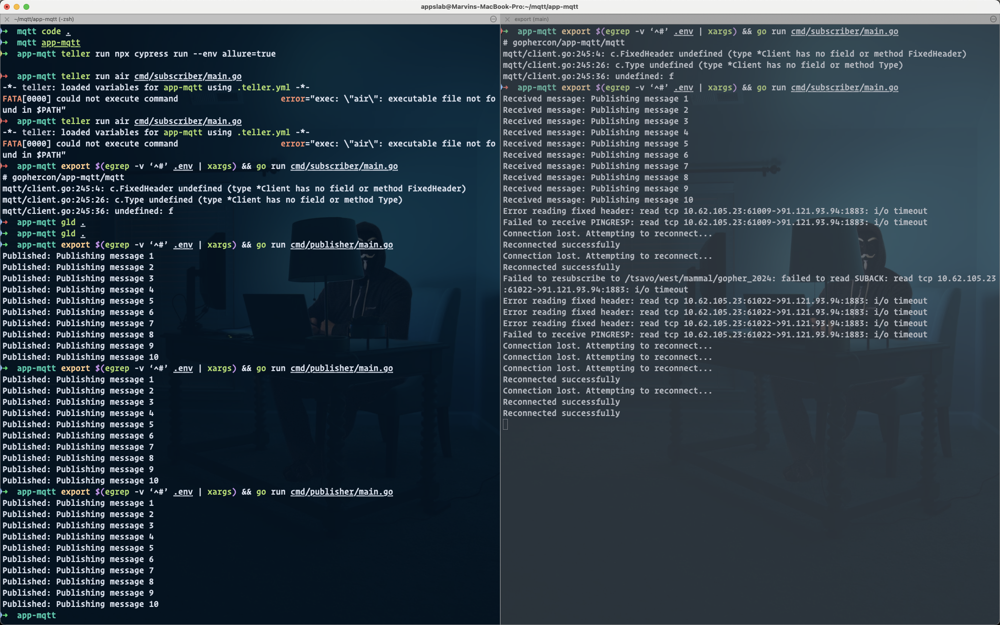 appslab@Marvins-MacBook-Pro:~/mqtt/app-mqtt
~/mqtt/app-mqtt (-zsh)
➜ mqtt code .
➜ mqtt app-mqtt
➜ app-mqtt teller run npx cypress run --env allure=true
➜ app-mqtt teller run air cmd/subscriber/main.go
-*- teller: loaded variables for app-mqtt using .teller.yml -*-
FATA[0000] could not execute command error="exec: \"air\": executable file not fo
und in $PATH"
➜ app-mqtt teller run air cmd/subscriber/main.go
-*- teller: loaded variables for app-mqtt using .teller.yml -*-
FATA[0000] could not execute command error="exec: \"air\": executable file not fo
und in $PATH"
➜ app-mqtt export $(egrep -v ‘^#’ .env | xargs) && go run cmd/subscriber/main.go
# gophercon/app-mqtt/mqtt
mqtt/client.go:245:4: c.FixedHeader undefined (type *Client has no field or method FixedHeader)
mqtt/client.go:245:26: c.Type undefined (type *Client has no field or method Type)
mqtt/client.go:245:36: undefined: f
➜ app-mqtt gld .
➜ app-mqtt gld .
➜ app-mqtt export $(egrep -v ‘^#’ .env | xargs) && go run cmd/publisher/main.go
Published: Publishing message 1
Published: Publishing message 2
Published: Publishing message 3
Published: Publishing message 4
Published: Publishing message 5
Published: Publishing message 6
Published: Publishing message 7
Published: Publishing message 8
Published: Publishing message 9
Published: Publishing message 10
➜ app-mqtt export $(egrep -v ‘^#’ .env | xargs) && go run cmd/publisher/main.go
Published: Publishing message 1
Published: Publishing message 2
Published: Publishing message 3
Published: Publishing message 4
Published: Publishing message 5
Published: Publishing message 6
Published: Publishing message 7
Published: Publishing message 8
Published: Publishing message 9
Published: Publishing message 10
➜ app-mqtt export $(egrep -v ‘^#’ .env | xargs) && go run cmd/publisher/main.go
Published: Publishing message 1
Published: Publishing message 2
Published: Publishing message 3
Published: Publishing message 4
Published: Publishing message 5
Published: Publishing message 6
Published: Publishing message 7
Published: Publishing message 8
Published: Publishing message 9
Published: Publishing message 10
➜ app-mqtt
export (main)
➜ app-mqtt export $(egrep -v ‘^#’ .env | xargs) && go run cmd/subscriber/main.go
# gophercon/app-mqtt/mqtt
mqtt/client.go:245:4: c.FixedHeader undefined (type *Client has no field or method FixedHeader)
mqtt/client.go:245:26: c.Type undefined (type *Client has no field or method Type)
mqtt/client.go:245:36: undefined: f
➜ app-mqtt export $(egrep -v ‘^#’ .env | xargs) && go run cmd/subscriber/main.go
Received message: Publishing message 1
Received message: Publishing message 2
Received message: Publishing message 3
Received message: Publishing message 4
Received message: Publishing message 5
Received message: Publishing message 6
Received message: Publishing message 7
Received message: Publishing message 8
Received message: Publishing message 9
Received message: Publishing message 10
Error reading fixed header: read tcp 10.62.105.23:61009->91.121.93.94:1883: i/o timeout
Failed to receive PINGRESP: read tcp 10.62.105.23:61009->91.121.93.94:1883: i/o timeout
Connection lost. Attempting to reconnect...
Reconnected successfully
Connection lost. Attempting to reconnect...
Reconnected successfully
Failed to resubscribe to /tsavo/west/mammal/gopher_2024: failed to read SUBACK: read tcp 10.62.105.23
:61022->91.121.93.94:1883: i/o timeout
Error reading fixed header: read tcp 10.62.105.23:61022->91.121.93.94:1883: i/o timeout
Error reading fixed header: read tcp 10.62.105.23:61022->91.121.93.94:1883: i/o timeout
Error reading fixed header: read tcp 10.62.105.23:61022->91.121.93.94:1883: i/o timeout
Failed to receive PINGRESP: read tcp 10.62.105.23:61022->91.121.93.94:1883: i/o timeout
Connection lost. Attempting to reconnect...
Connection lost. Attempting to reconnect...
Connection lost. Attempting to reconnect...
Reconnected successfully
Connection lost. Attempting to reconnect...
Reconnected successfully
Reconnected successfully